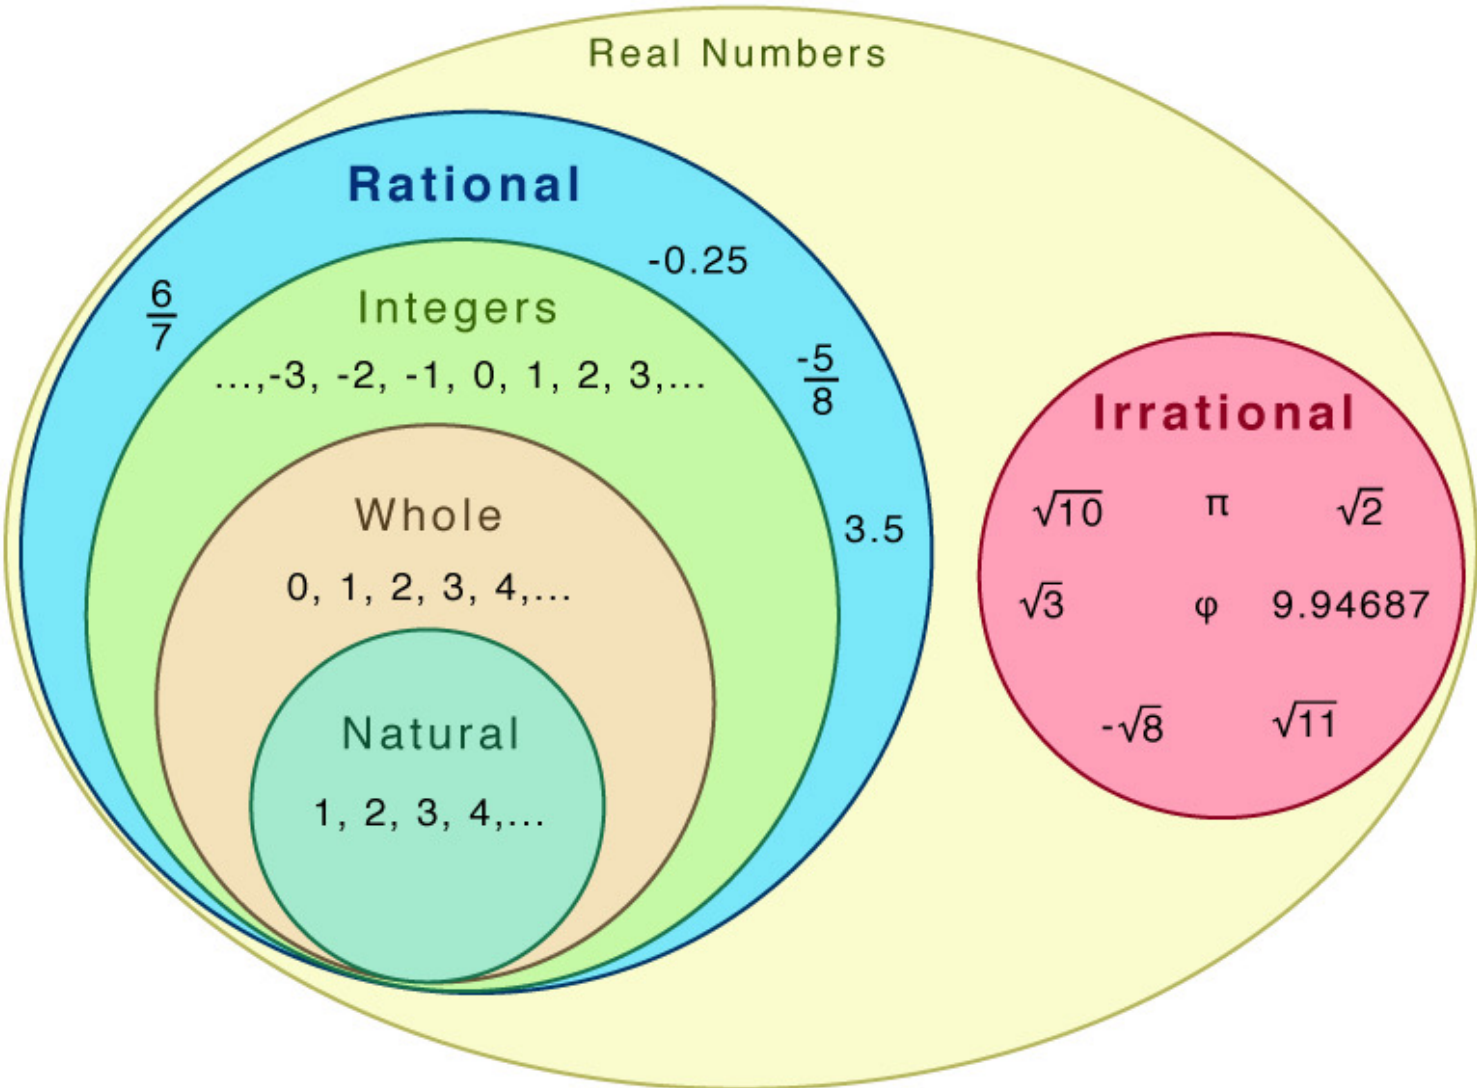 Real Numbers
Rational
-0.25
6/7
Integers
-5/8
...,-3, -2, -1, 0, 1, 2, 3,...
Irrational
√10 π √2
Whole
3.5
0, 1, 2, 3, 4,...
√3 φ 9.94687
Natural
-√8 √11
1, 2, 3, 4,...